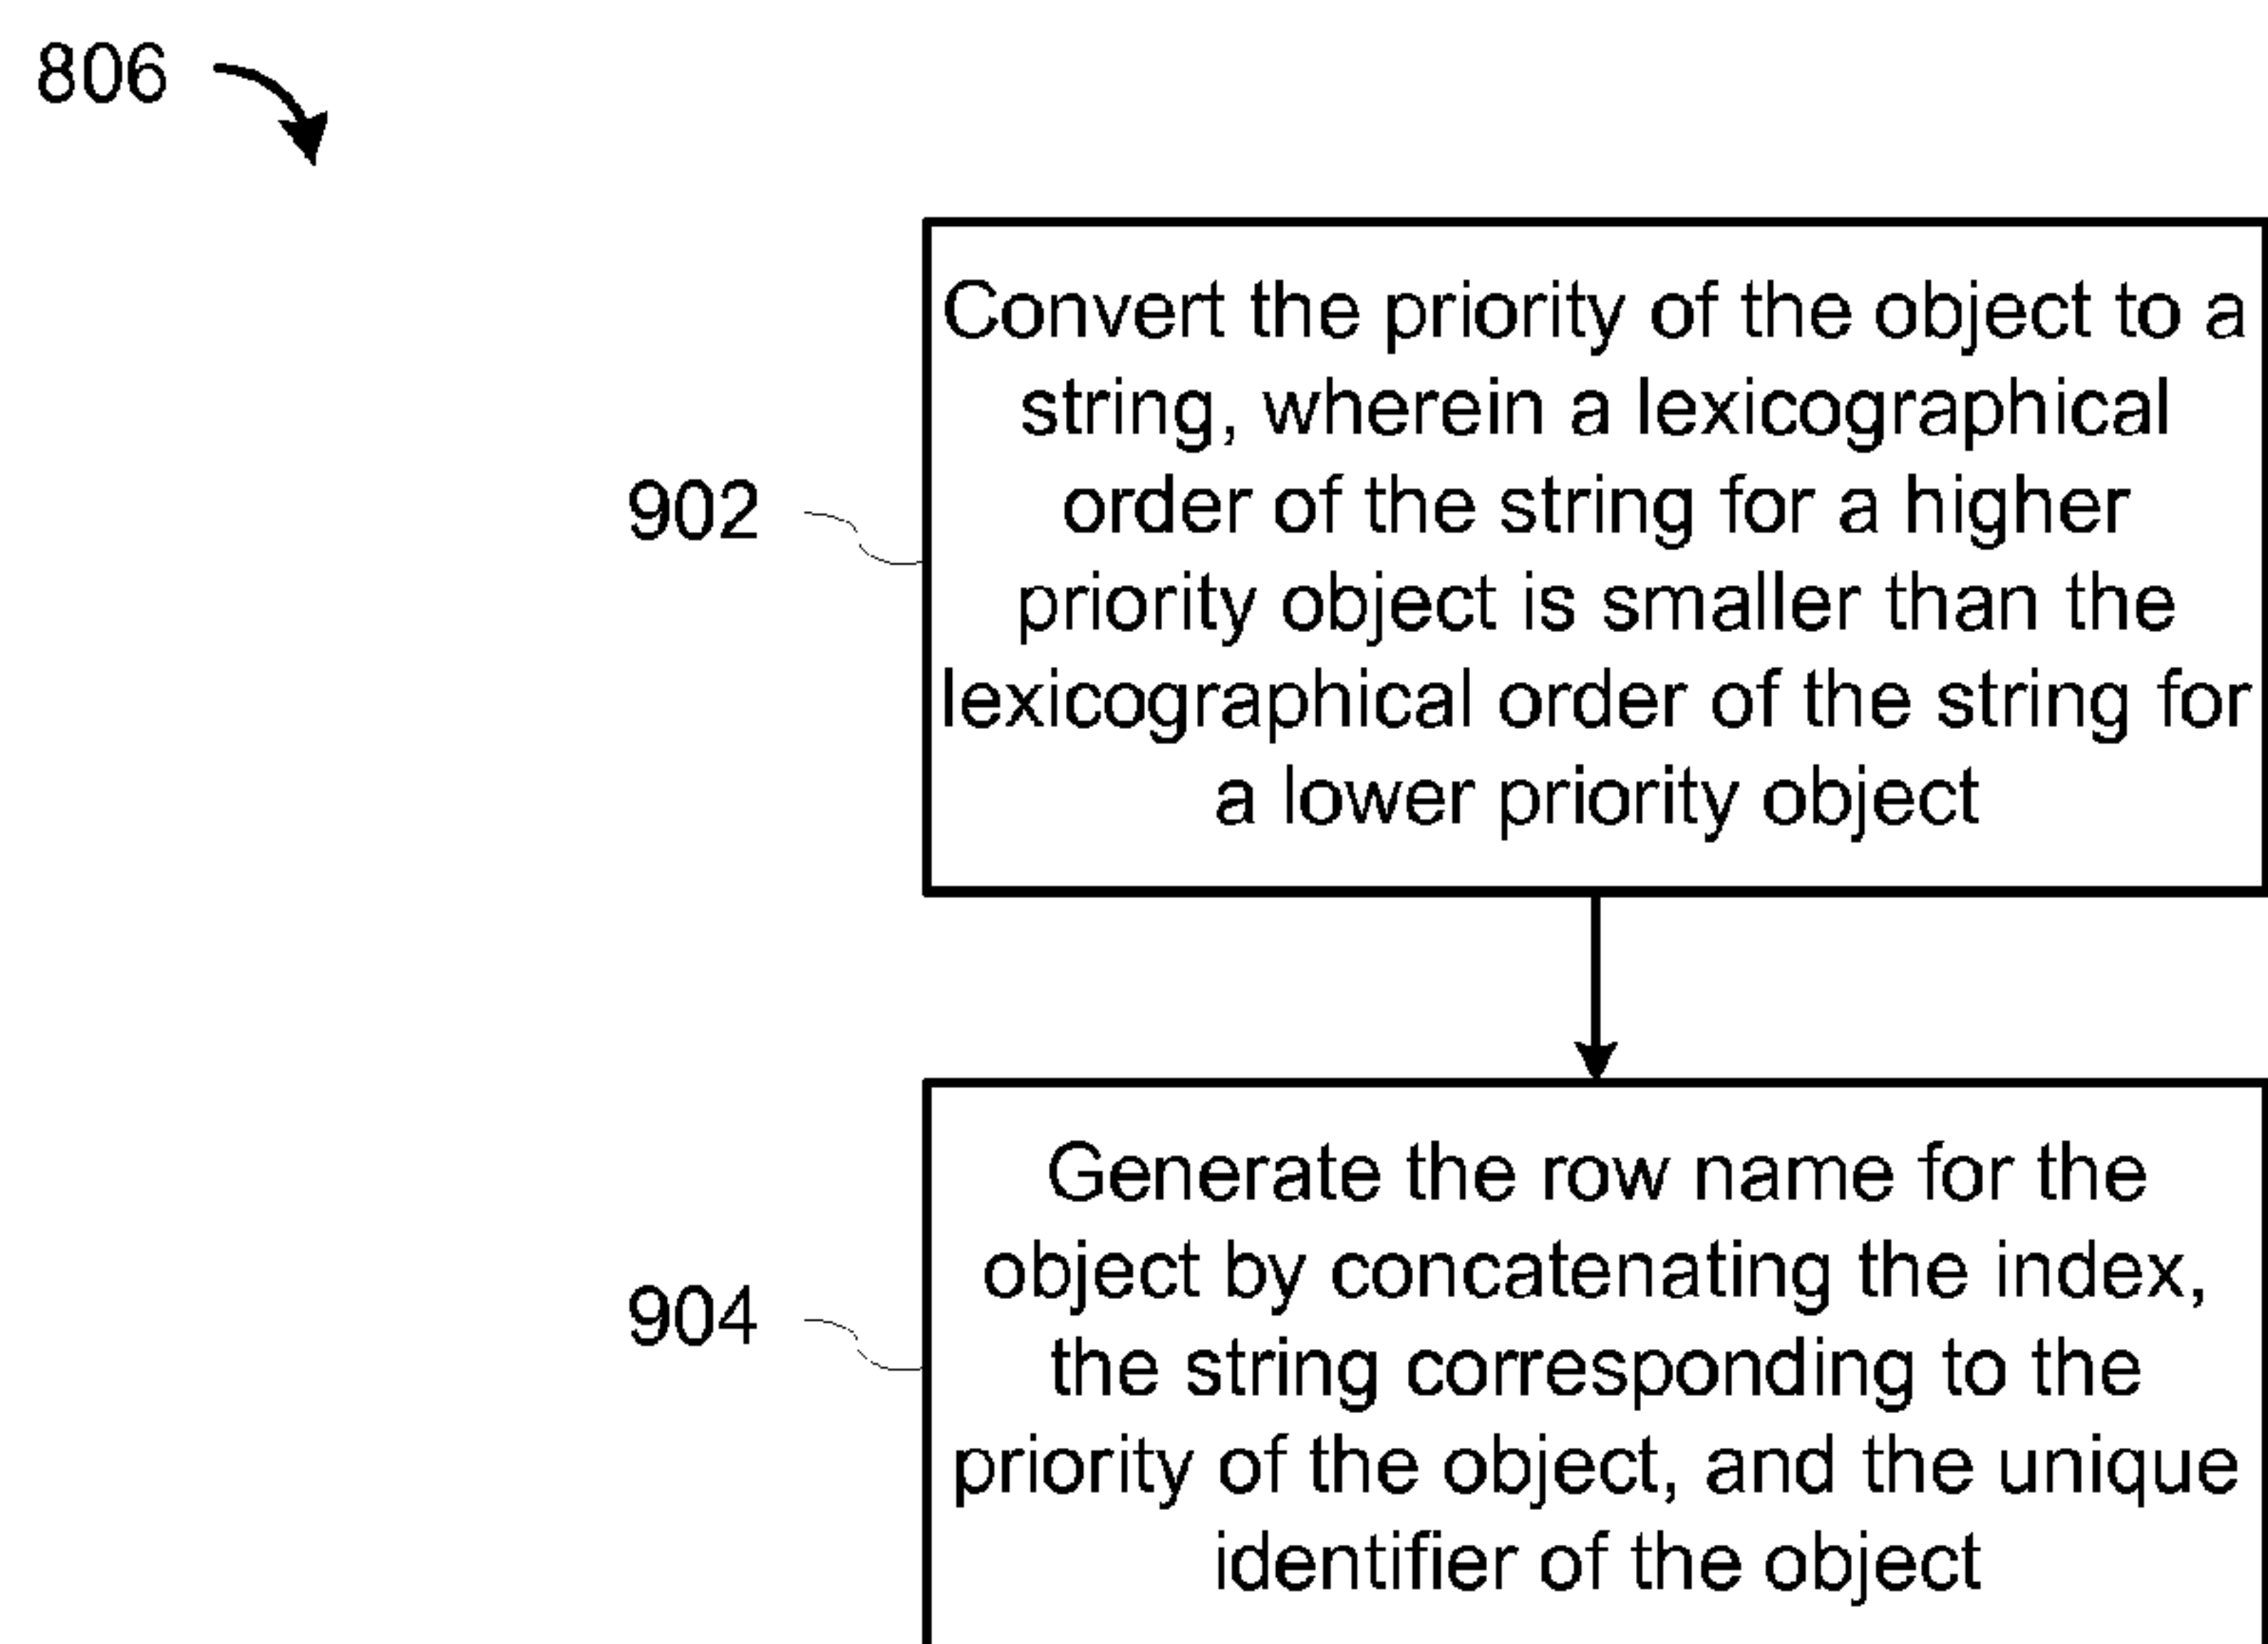 806
902
Convert the priority of the object to a
string, wherein a lexicographical
order of the string for a higher
priority object is smaller than the
lexicographical order of the string for
a lower priority object
904
Generate the row name for the
object by concatenating the index,
the string corresponding to the
priority of the object, and the unique
identifier of the object